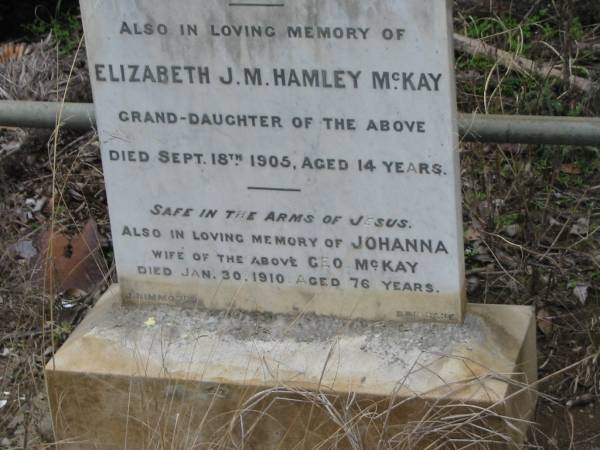 ALSO IN LOVING MEMORY OF
ELIZABETH J.M. HAMLEY McKAY
GRAND-DAUGHTER OF THE ABOVE
DIED SEPT. 18TH 1905, AGED 14 YEARS.
SAFE IN THE ARMS OF JESUS.
ALSO IN LOVING MEMORY OF JOHANNA
WIFE OF THE ABOVE GEO McKAY
DIED JAN. 30. 1910 AGED 76 YEARS.